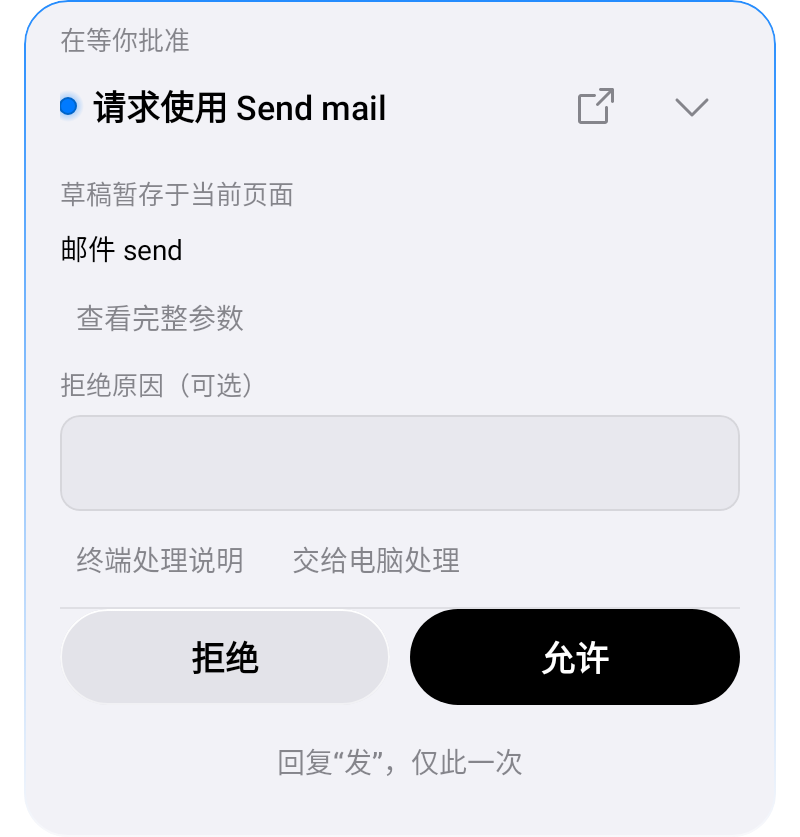 在等你批准
请求使用 Send mail
草稿暂存于当前页面
邮件 send
查看完整参数
拒绝原因（可选）
终端处理说明 交给电脑处理
拒绝 允许
回复“发”，仅此一次